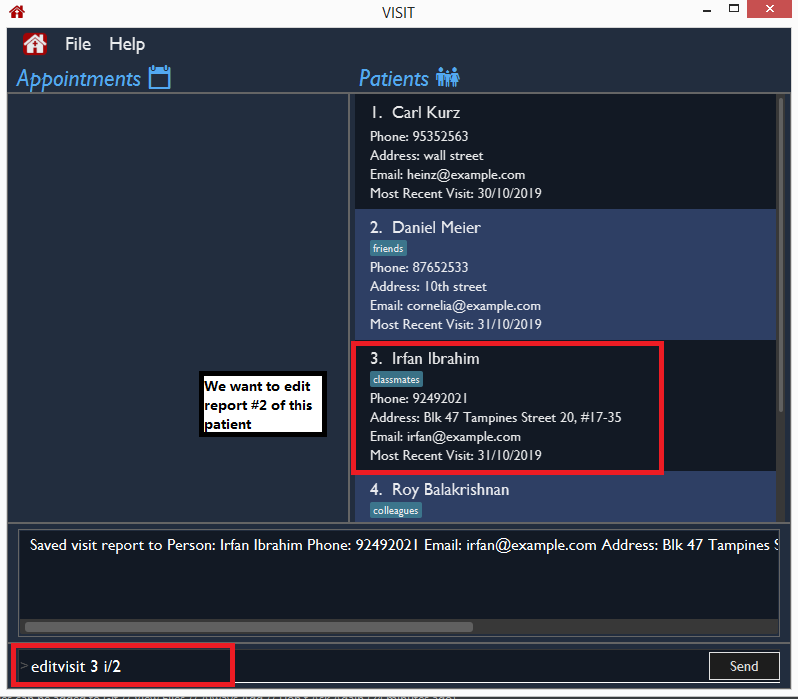 VISIT
File Help
Appointments
Patients
1. Carl Kurz
Phone: 95352563
Address: wall street
Email: heinz@example.com
Most Recent Visit: 30/10/2019
2. Daniel Meier
friends
Phone: 87652533
Address: 10th street
Email: cornelia@example.com
Most Recent Visit: 31/10/2019
3. Irfan Ibrahim
classmates
Phone: 92492021
Address: Blk 47 Tampines Street 20, #17-35
Email: irfan@example.com
Most Recent Visit: 31/10/2019
We want to edit
report #2 of this
patient
4. Roy Balakrishnan
colleagues
Saved visit report to Person: Irfan Ibrahim Phone: 92492021 Email: irfan@example.com Address: Blk 47 Tampines S
>editvisit 3 i/2
Send